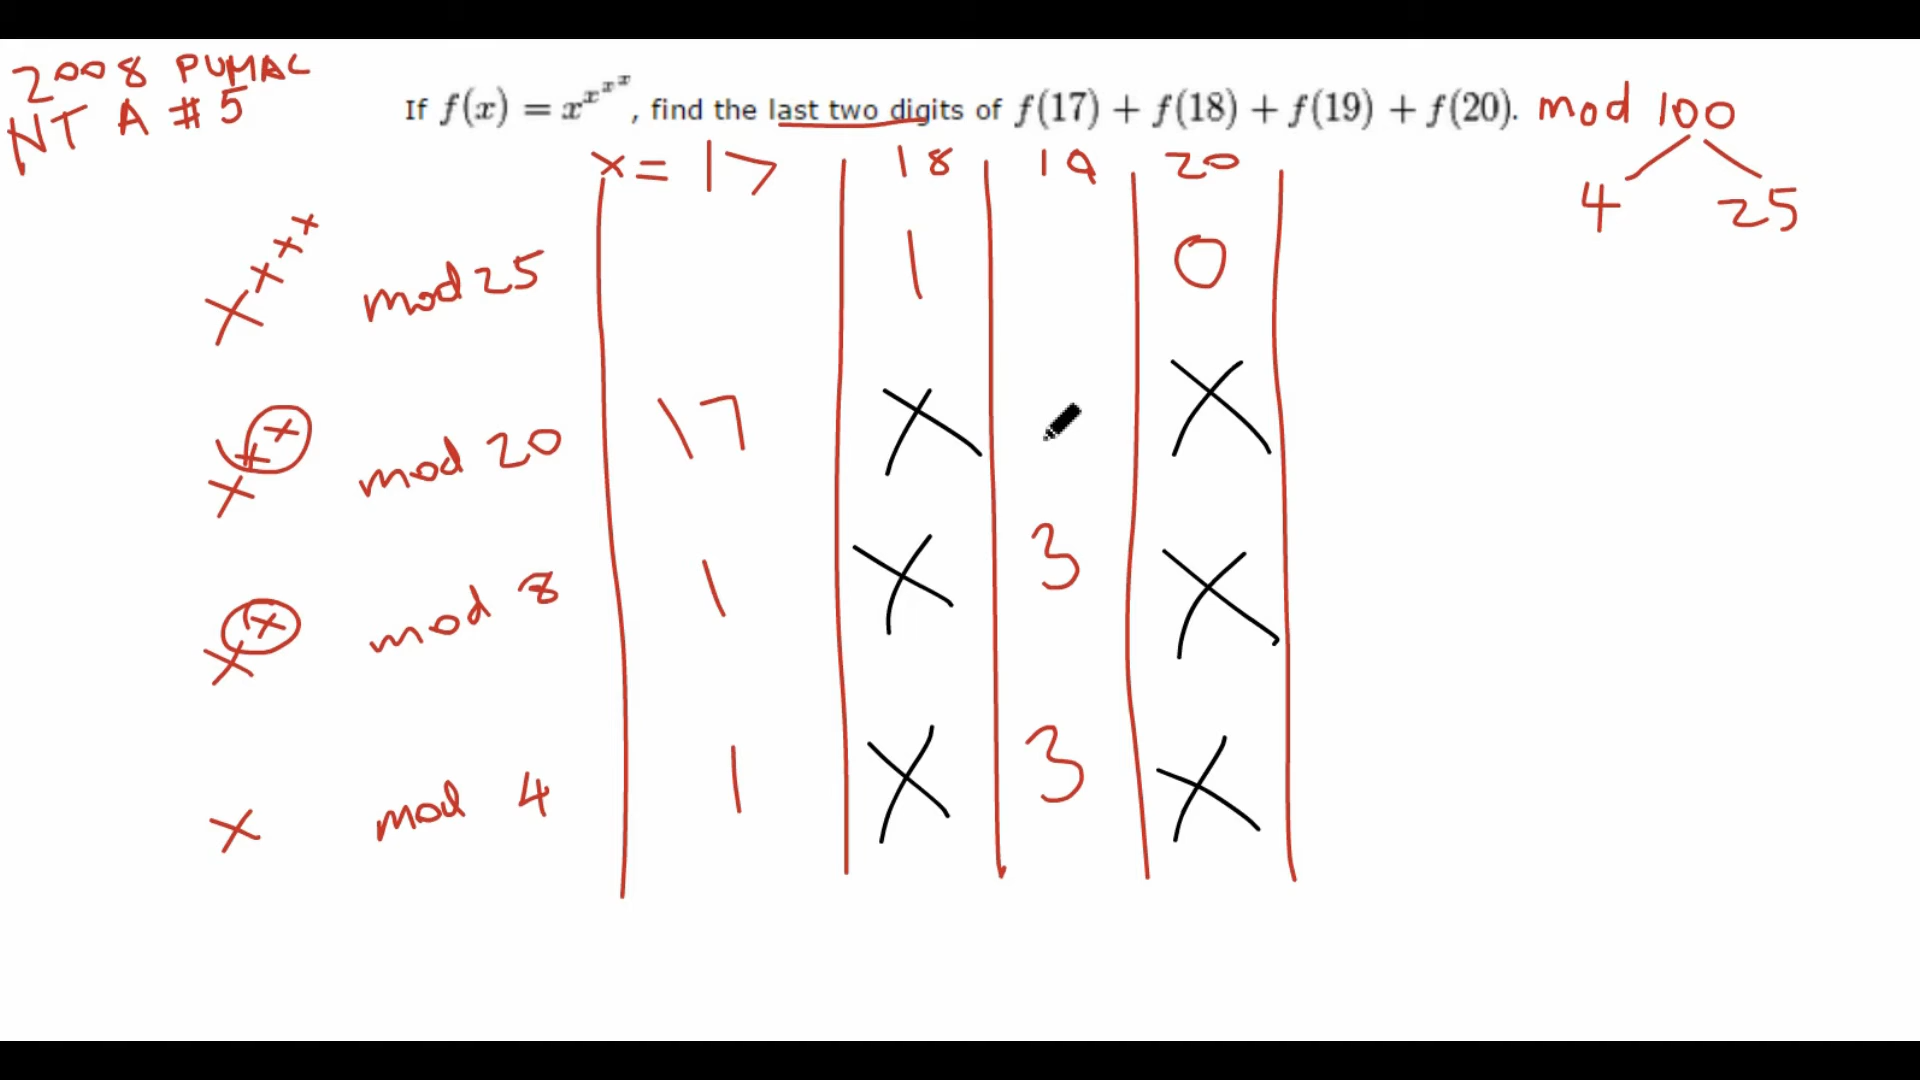 2008 PUMAC
NT A #5
If f(x) = x^{x^{x^x}}, find the last two digits of f(17) + f(18) + f(19) + f(20). mod 100
4 25
x = 17 18 19 20
x^{x^{x^x}} mod 25 1 0
x^{x^x} mod 20 17 X X
x^x mod 8 1 X 3 X
x mod 4 1 X 3 X